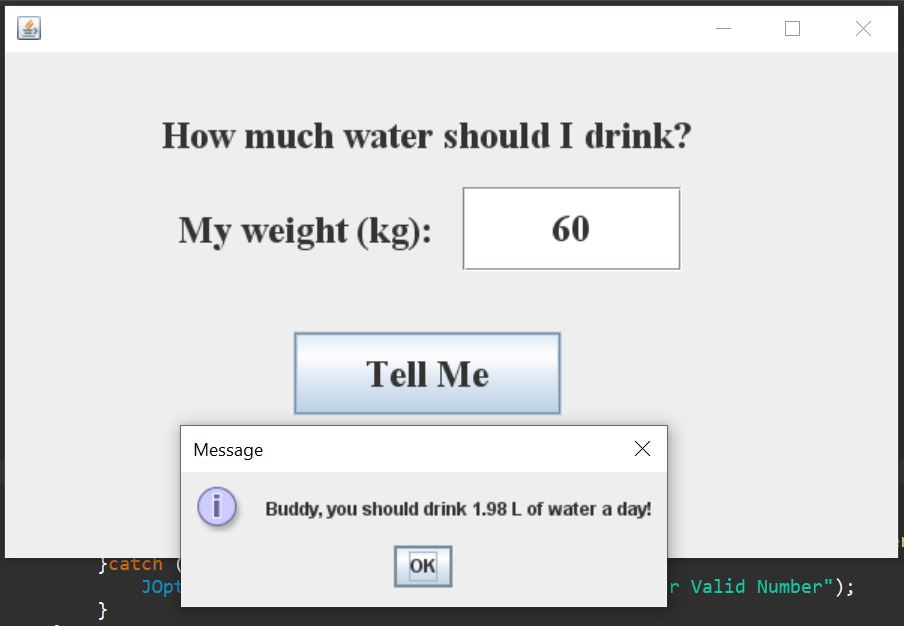 How much water should I drink?
My weight (kg): 60
Tell Me
Message
Buddy, you should drink 1.98 L of water a day!
OK
}catch (
JOpt
Valid Number");
}